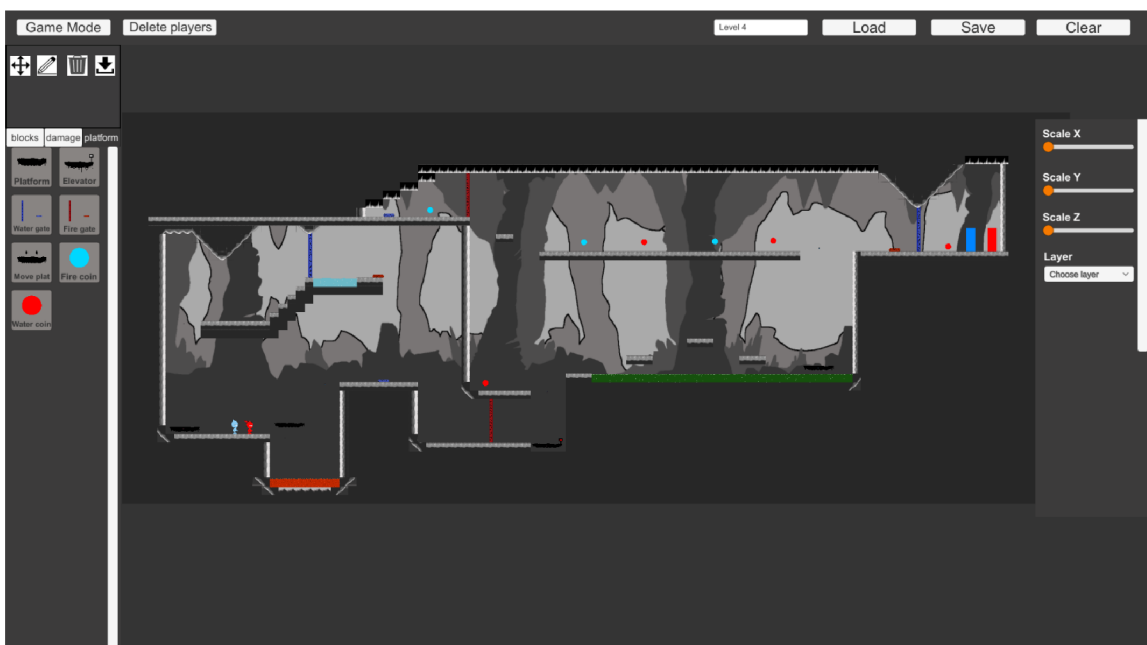 Game Mode
Delete players
Level 4
Load
Save
Clear
blocks
damage
platform
Platform
Elevator
Water gate
Fire gate
Move plat
Fire coin
Water coin
Scale X
Scale Y
Scale Z
Layer
Choose layer